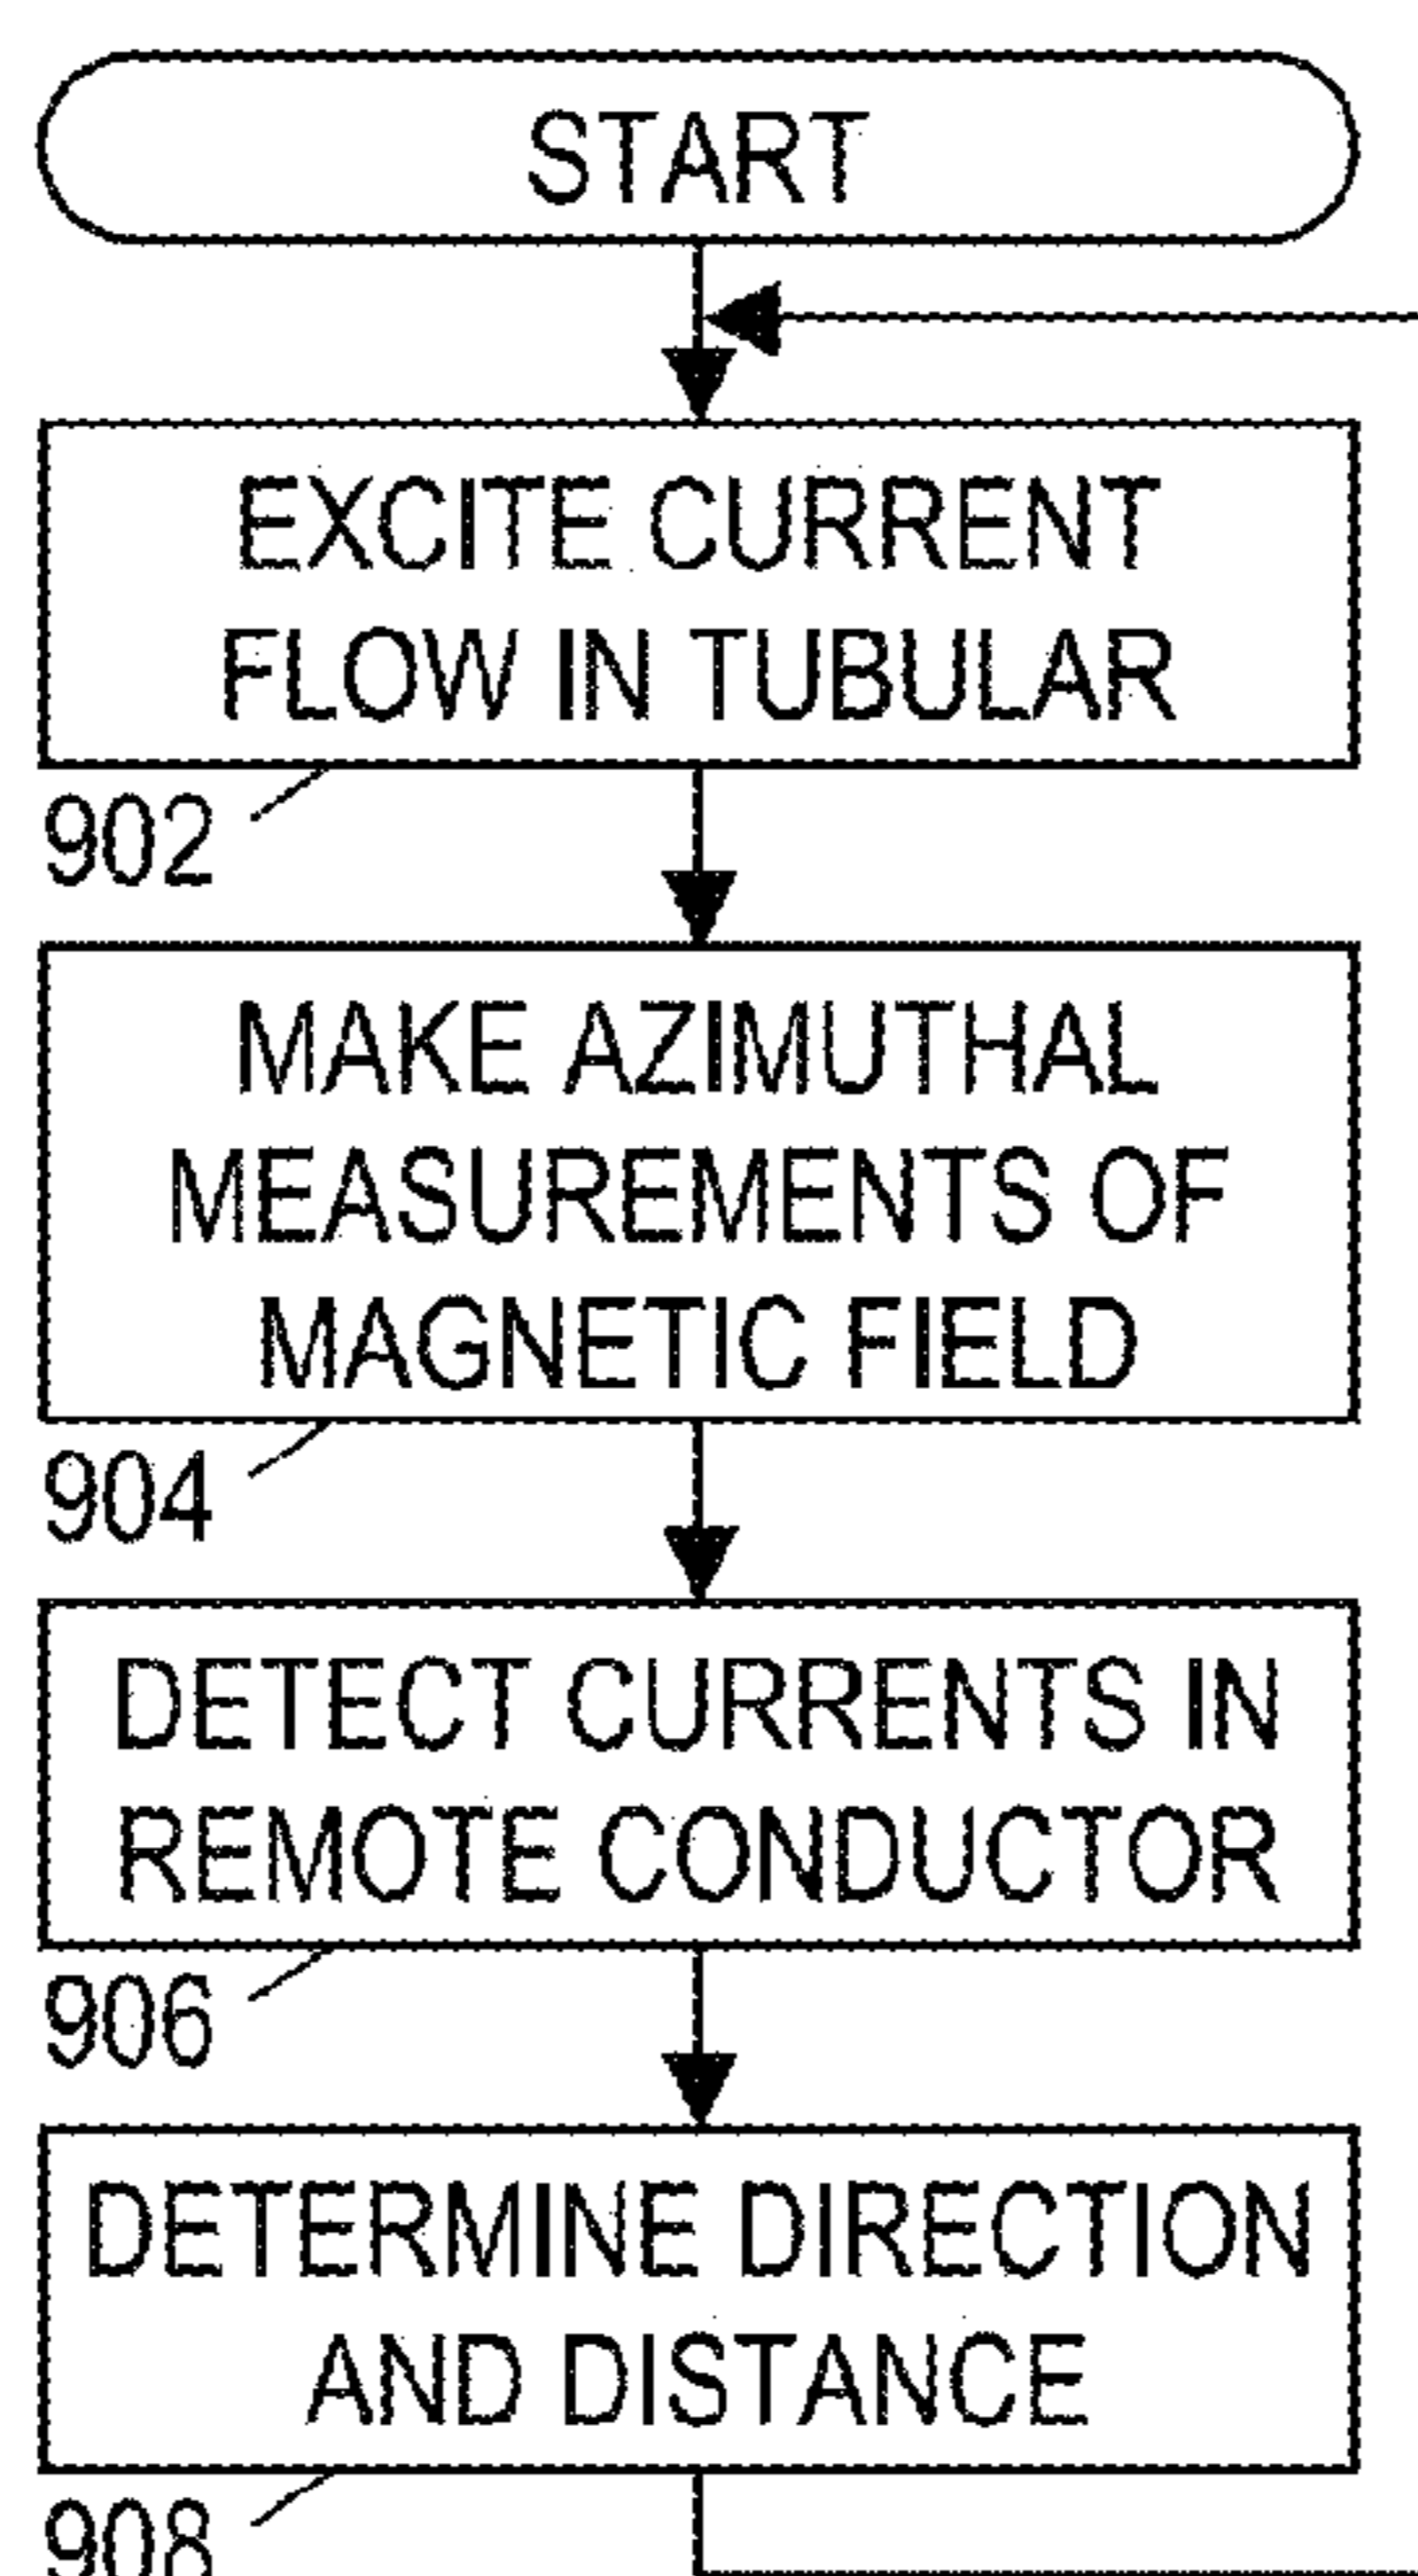 START
EXCITE CURRENT
FLOW IN TUBULAR
902
MAKE AZIMUTHAL
MEASUREMENTS OF
MAGNETIC FIELD
904
DETECT CURRENTS IN
REMOTE CONDUCTOR
906
DETERMINE DIRECTION
AND DISTANCE
908